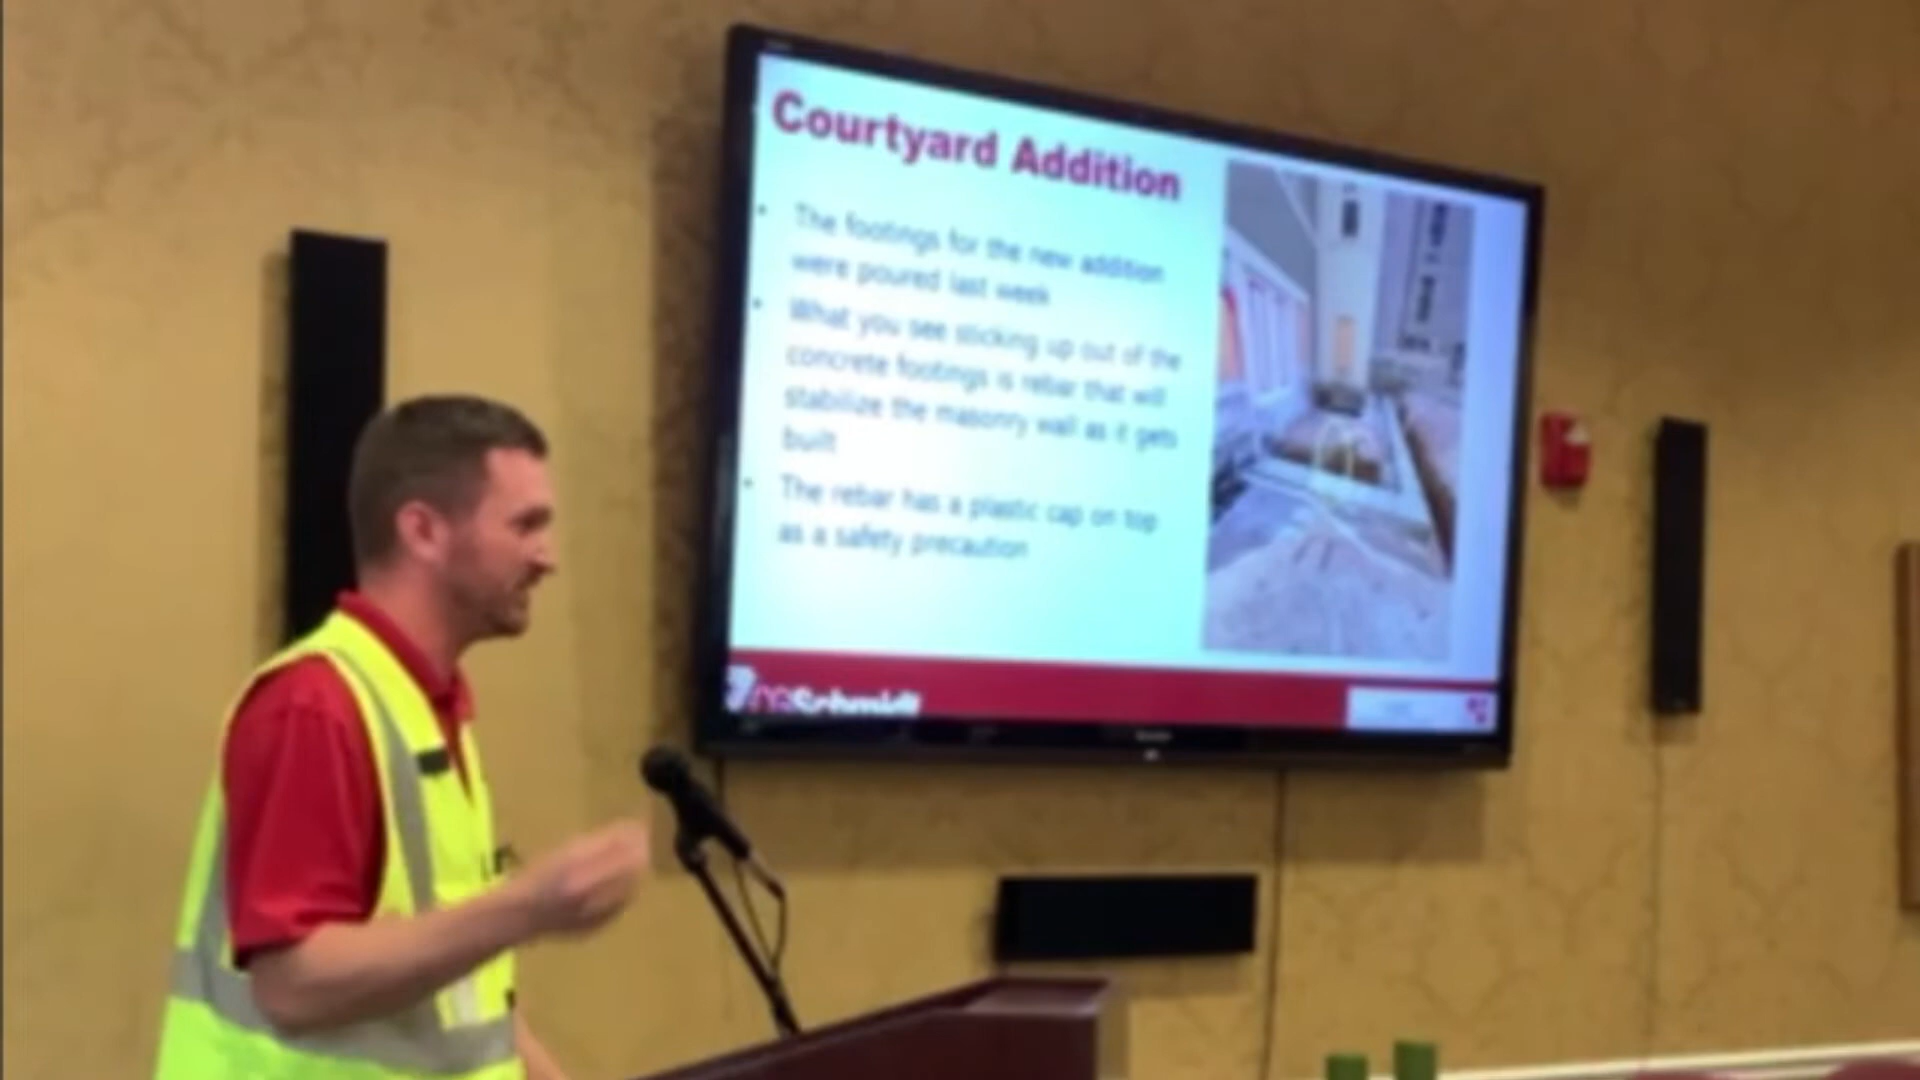 Courtyard Addition
• The footings for the new addition
were poured last week
• What you see sticking up out of the
concrete footings is rebar that will
stabilize the masonry wall as it gets
built
• The rebar has a plastic cap on top
as a safety precaution
Schmidt